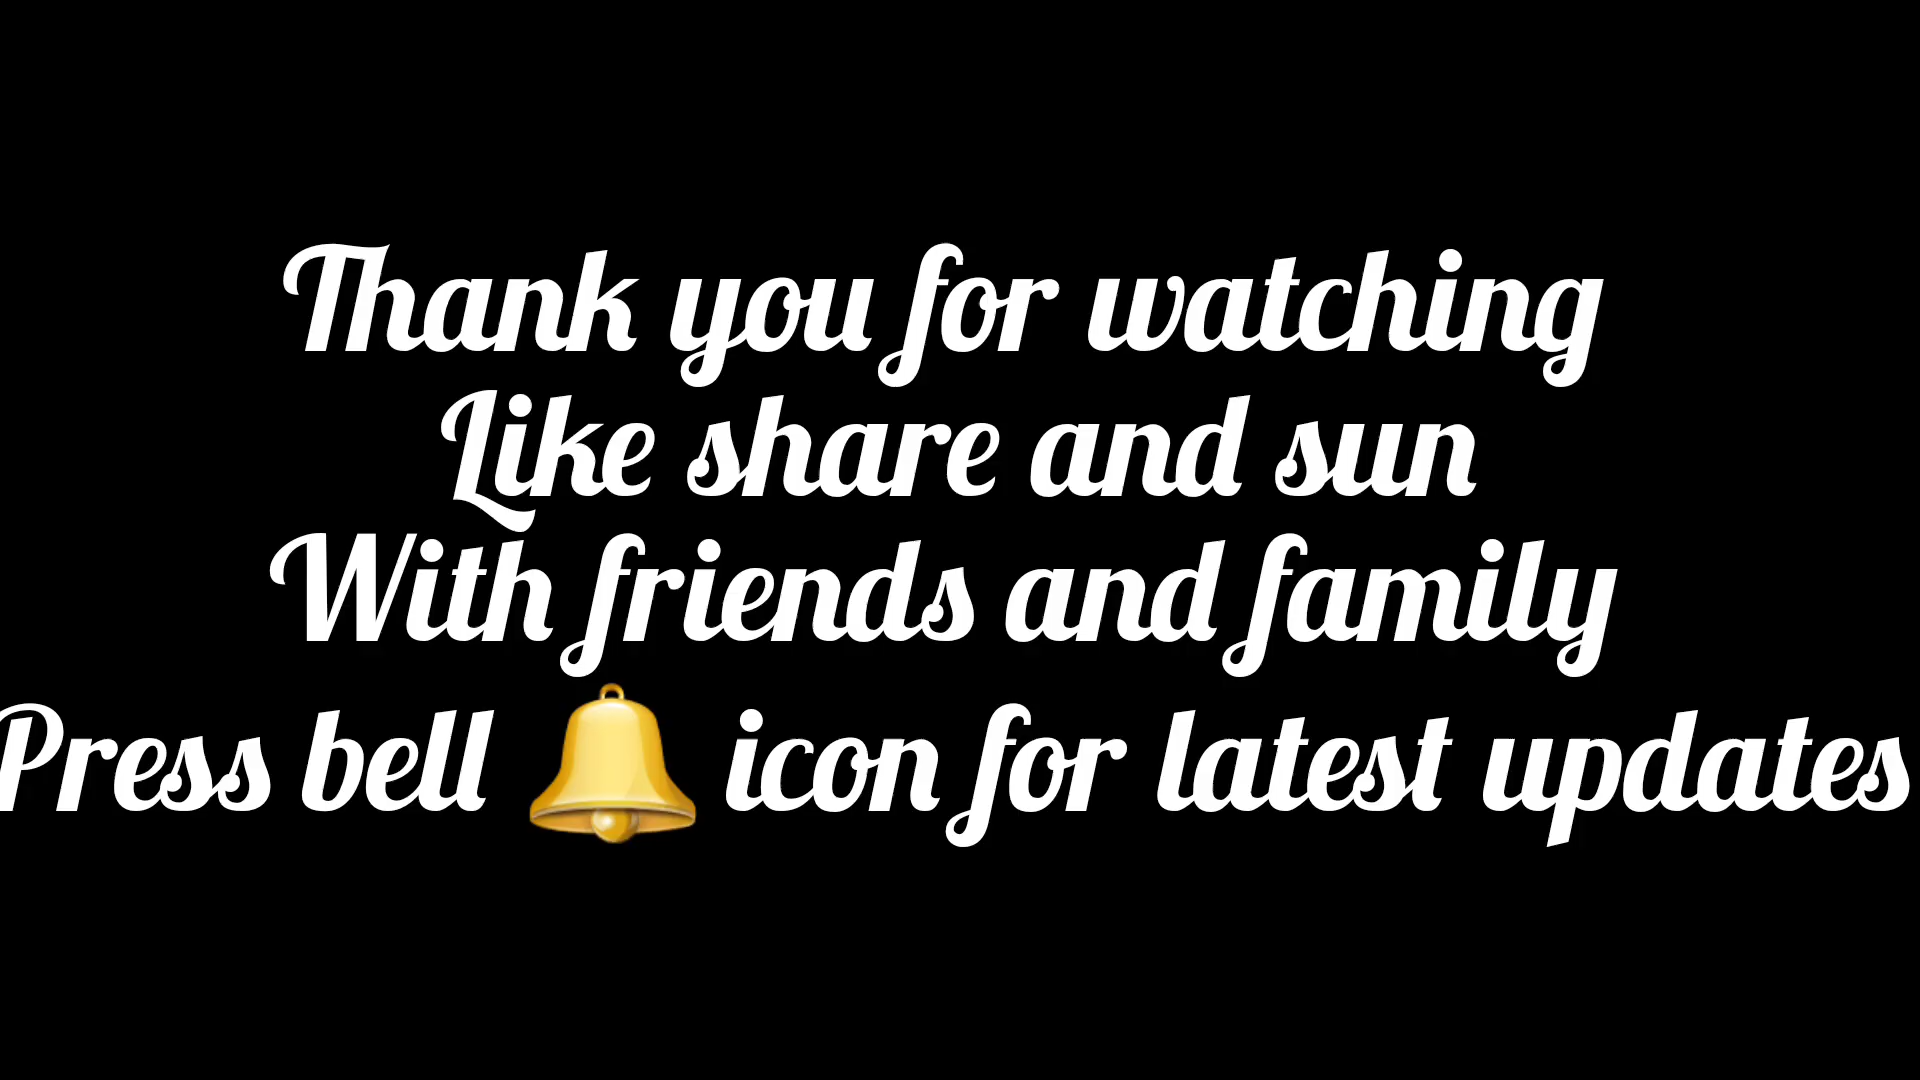 Thank you for watching
Like share and sun
With friends and family
Press bell 🔔 icon for latest updates